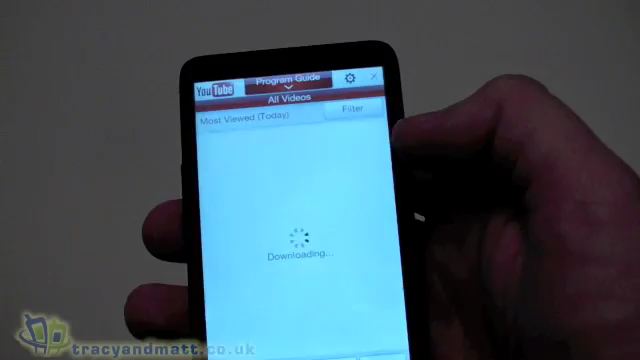 YouTube
Program Guide
All Videos
Most Viewed (Today)
Filter
Downloading...
tracyandmatt.co.uk